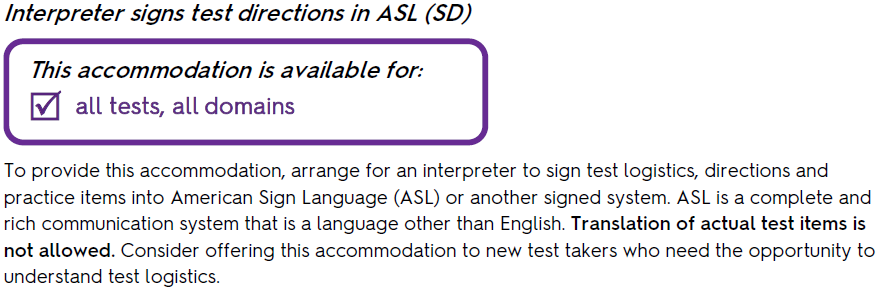 Interpreter signs test directions in ASL (SD)
This accommodation is available for:
☑ all tests, all domains
To provide this accommodation, arrange for an interpreter to sign test logistics, directions and
practice items into American Sign Language (ASL) or another signed system. ASL is a complete and
rich communication system that is a language other than English. Translation of actual test items is
not allowed. Consider offering this accommodation to new test takers who need the opportunity to
understand test logistics.